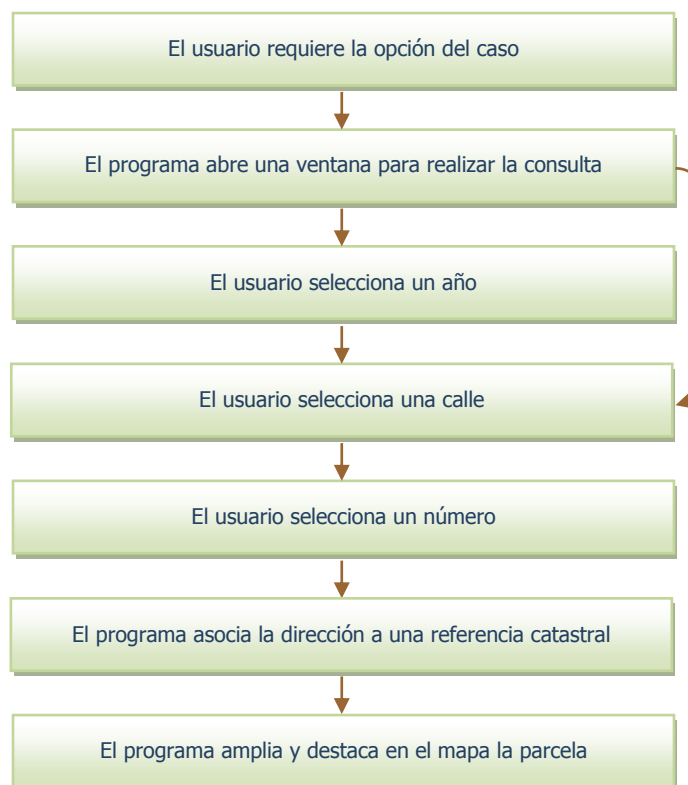 El usuario requiere la opción del caso
El programa abre una ventana para realizar la consulta
El usuario selecciona un año
El usuario selecciona una calle
El usuario selecciona un número
El programa asocia la dirección a una referencia catastral
El programa amplia y destaca en el mapa la parcela